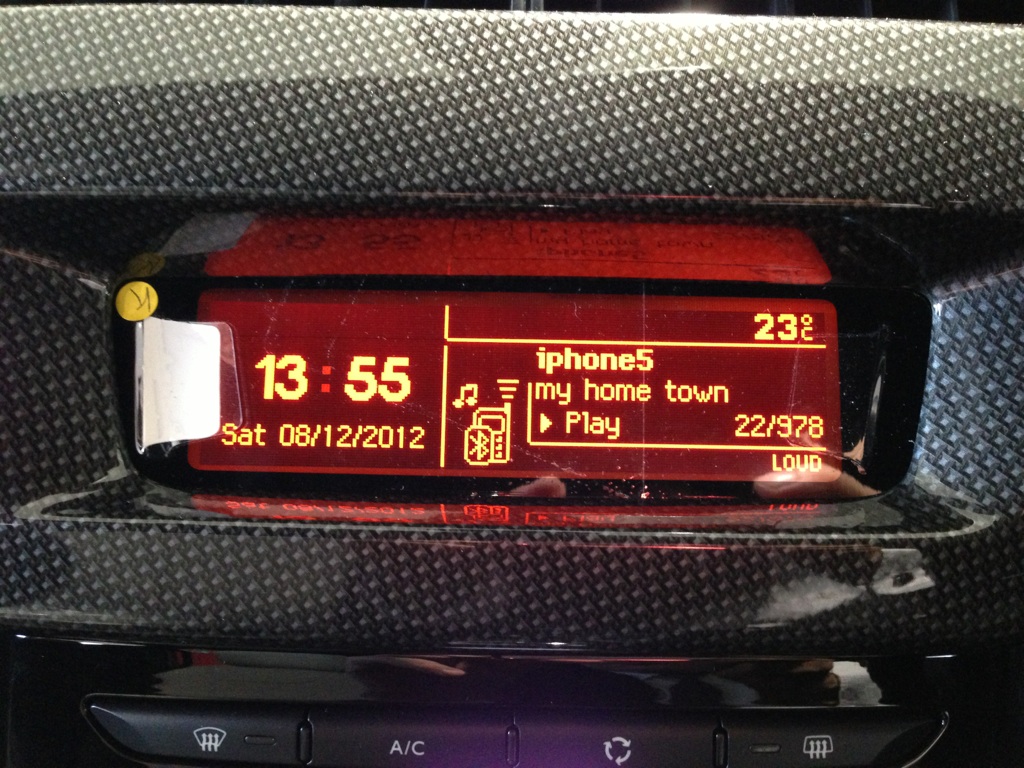 23°C
13:55
Sat 08/12/2012
iphone5
my home town
Play
22/978
LOUD
A/C